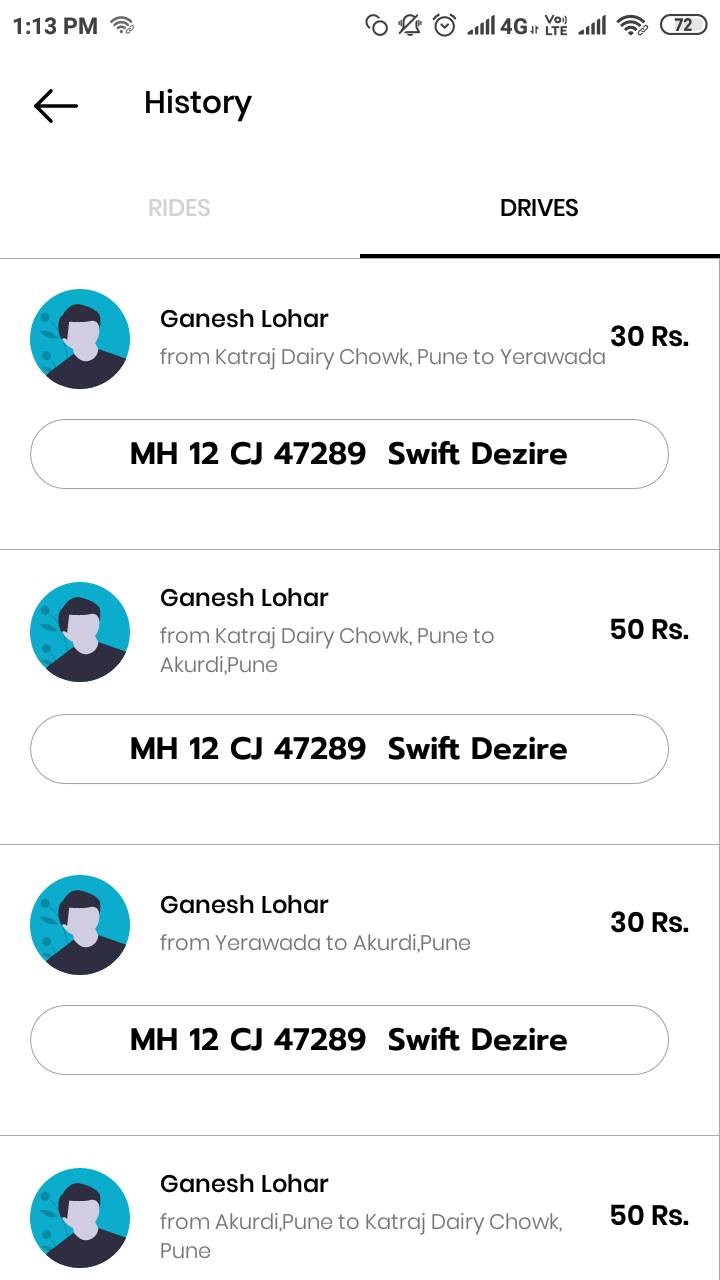 1:13 PM 4G Vo) LTE 72
History
RIDES DRIVES
Ganesh Lohar
from Katraj Dairy Chowk, Pune to Yerawada
30 Rs.
MH 12 CJ 47289 Swift Dezire
Ganesh Lohar
from Katraj Dairy Chowk, Pune to
Akurdi,Pune
50 Rs.
MH 12 CJ 47289 Swift Dezire
Ganesh Lohar
from Yerawada to Akurdi,Pune
30 Rs.
MH 12 CJ 47289 Swift Dezire
Ganesh Lohar
from Akurdi,Pune to Katraj Dairy Chowk,
Pune
50 Rs.